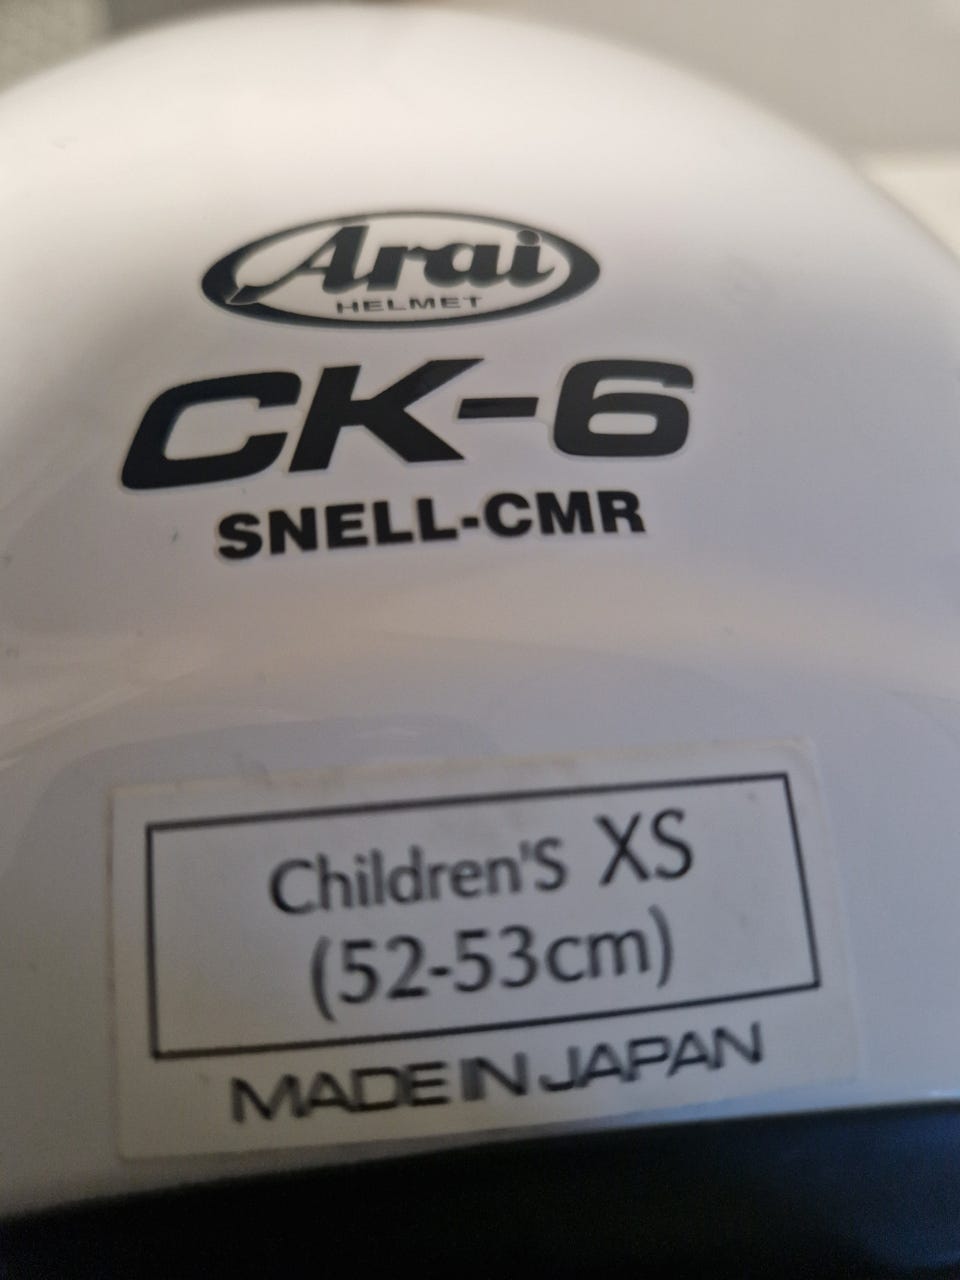 Arai
HELMET
CK-6
SNELL-CMR
Children'S XS
(52-53cm)
MADE IN JAPAN